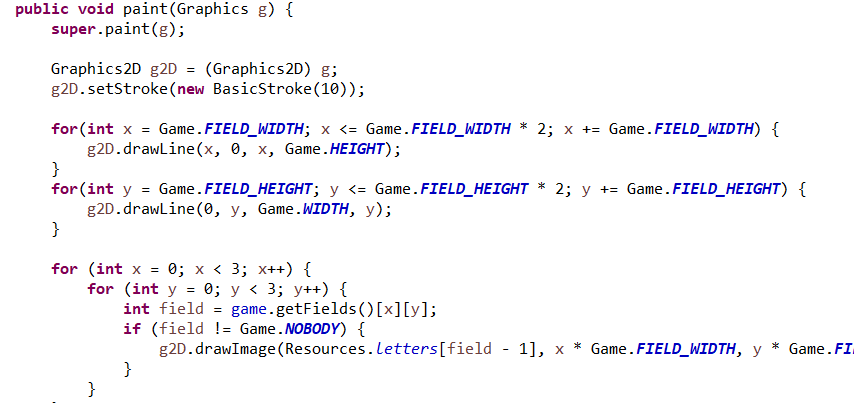 public void paint(Graphics g) {
super.paint(g);
Graphics2D g2D = (Graphics2D) g;
g2D.setStroke(new BasicStroke(10));
for(int x = Game.FIELD_WIDTH; x <= Game.FIELD_WIDTH * 2; x += Game.FIELD_WIDTH) {
g2D.drawLine(x, 0, x, Game.HEIGHT);
}
for(int y = Game.FIELD_HEIGHT; y <= Game.FIELD_HEIGHT * 2; y += Game.FIELD_HEIGHT) {
g2D.drawLine(0, y, Game.WIDTH, y);
}
for (int x = 0; x < 3; x++) {
for (int y = 0; y < 3; y++) {
int field = game.getFields()[x][y];
if (field != Game.NOBODY) {
g2D.drawImage(Resources.letters[field - 1], x * Game.FIELD_WIDTH, y * Game.FI
}
}